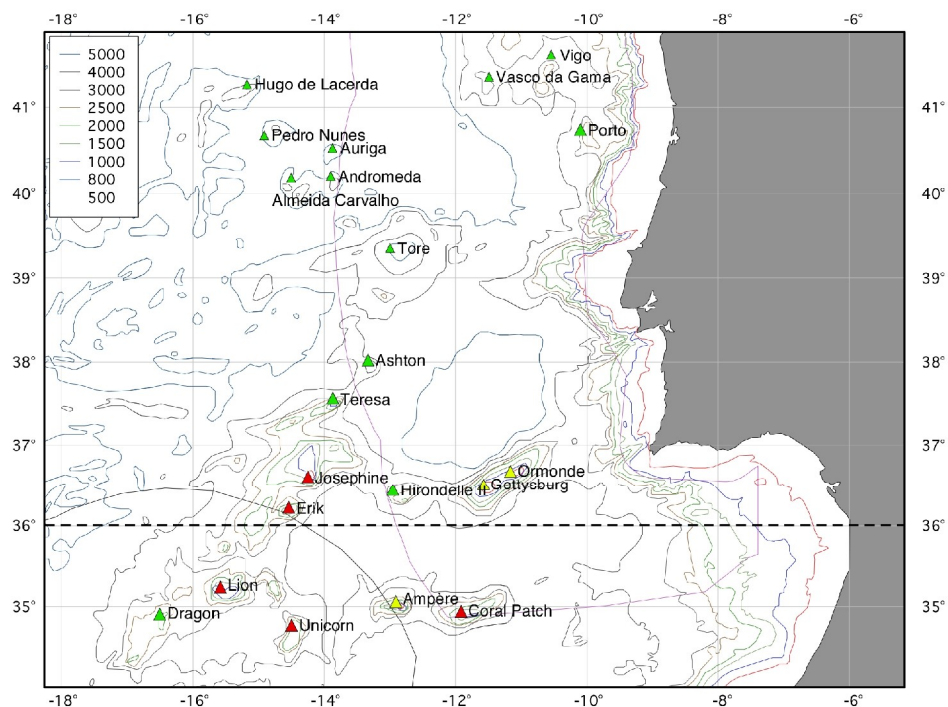 -18° -16° -14° -12° -10° -8° -6°
5000
4000
3000
2500
2000
1500
1000
800
500
Vigo
Vasco da Gama
Hugo de Lacerda
41° 41°
Porto
Pedro Nunes
Auriga
Andromeda
40° 40°
Almeida Carvalho
Tore
39° 39°
38° Ashton 38°
Teresa
37° 37°
Ormonde
Josephine
Gettysburg
Hirondelle II
Erik
36° 36°
Lion
Ampère
35° Dragon Coral Patch 35°
Unicorn
-18° -16° -14° -12° -10° -8° -6°